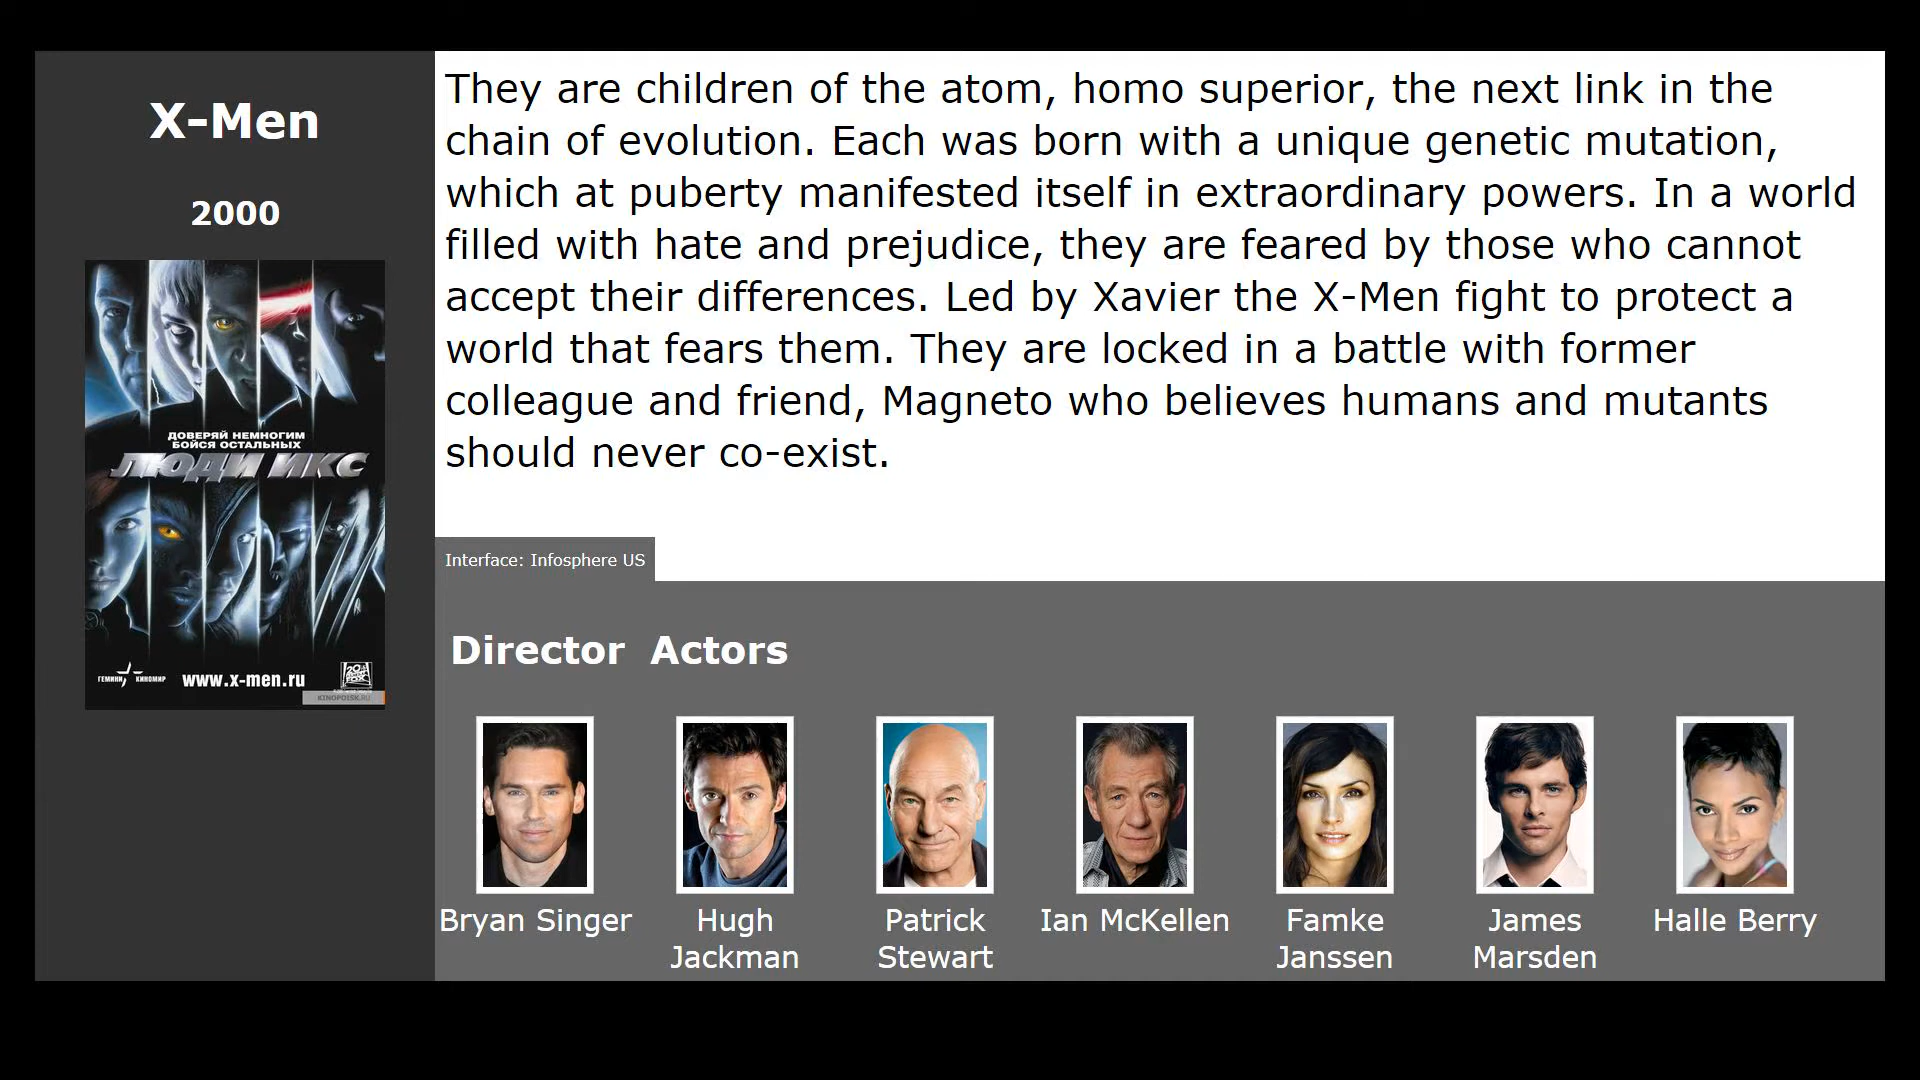 X-Men
2000
ДОВЕРЯЙ НЕМНОГИМ
БОЙСЯ ОСТАЛЬНЫХ
ЛЮДИ ИКС
ГЕМИНИ КИНОМИР
www.x-men.ru
KINOPOISK.RU
They are children of the atom, homo superior, the next link in the
chain of evolution. Each was born with a unique genetic mutation,
which at puberty manifested itself in extraordinary powers. In a world
filled with hate and prejudice, they are feared by those who cannot
accept their differences. Led by Xavier the X-Men fight to protect a
world that fears them. They are locked in a battle with former
colleague and friend, Magneto who believes humans and mutants
should never co-exist.
Interface: Infosphere US
Director Actors
Bryan Singer
Hugh
Jackman
Patrick
Stewart
Ian McKellen
Famke
Janssen
James
Marsden
Halle Berry